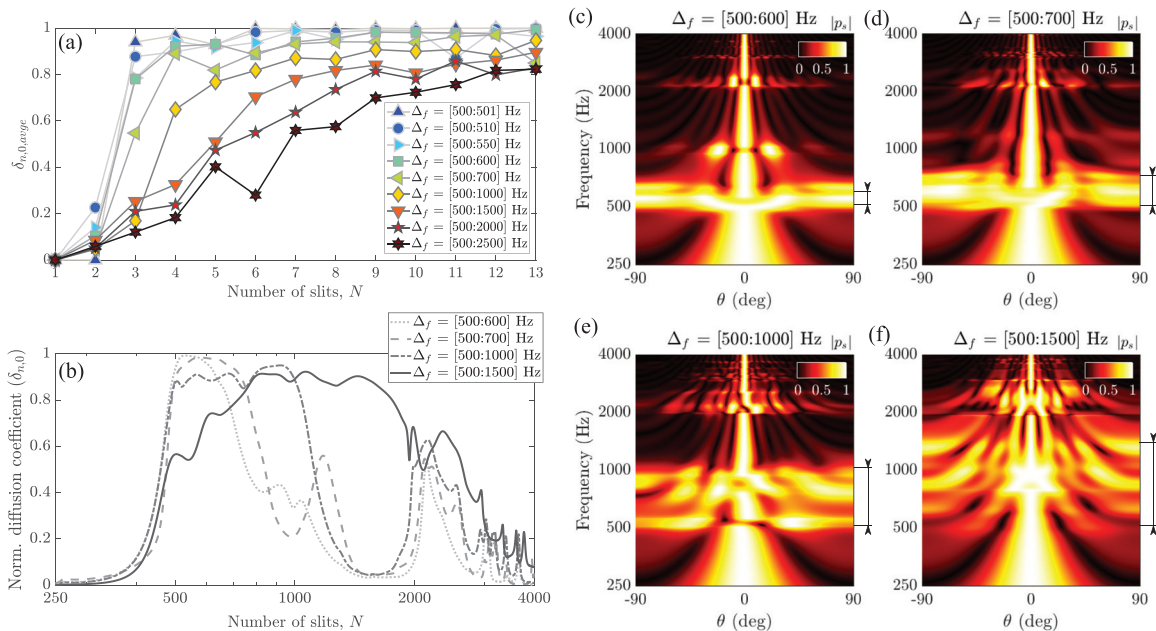 (a)
δn,0,avge
1
0.8
0.6
0.4
0.2
0
1 2 3 4 5 6 7 8 9 10 11 12 13
Number of slits, N
Δf = [500:501] Hz
Δf = [500:510] Hz
Δf = [500:550] Hz
Δf = [500:600] Hz
Δf = [500:700] Hz
Δf = [500:1000] Hz
Δf = [500:1500] Hz
Δf = [500:2000] Hz
Δf = [500:2500] Hz
(b)
Δf = [500:600] Hz
Δf = [500:700] Hz
Δf = [500:1000] Hz
Δf = [500:1500] Hz
Norm. diffusion coefficient (δn,0)
1
0.8
0.6
0.4
0.2
0
250 500 1000 2000 4000
Number of slits, N
(c)
Δf = [500:600] Hz |ps|
0 0.5 1
Frequency (Hz)
4000
2000
1000
500
250
-90 0 90
θ (deg)
(d)
Δf = [500:700] Hz |ps|
0 0.5 1
4000
2000
1000
500
250
-90 0 90
θ (deg)
(e)
Δf = [500:1000] Hz |ps|
0 0.5 1
Frequency (Hz)
4000
2000
1000
500
250
-90 0 90
θ (deg)
(f)
Δf = [500:1500] Hz |ps|
0 0.5 1
4000
2000
1000
500
250
-90 0 90
θ (deg)